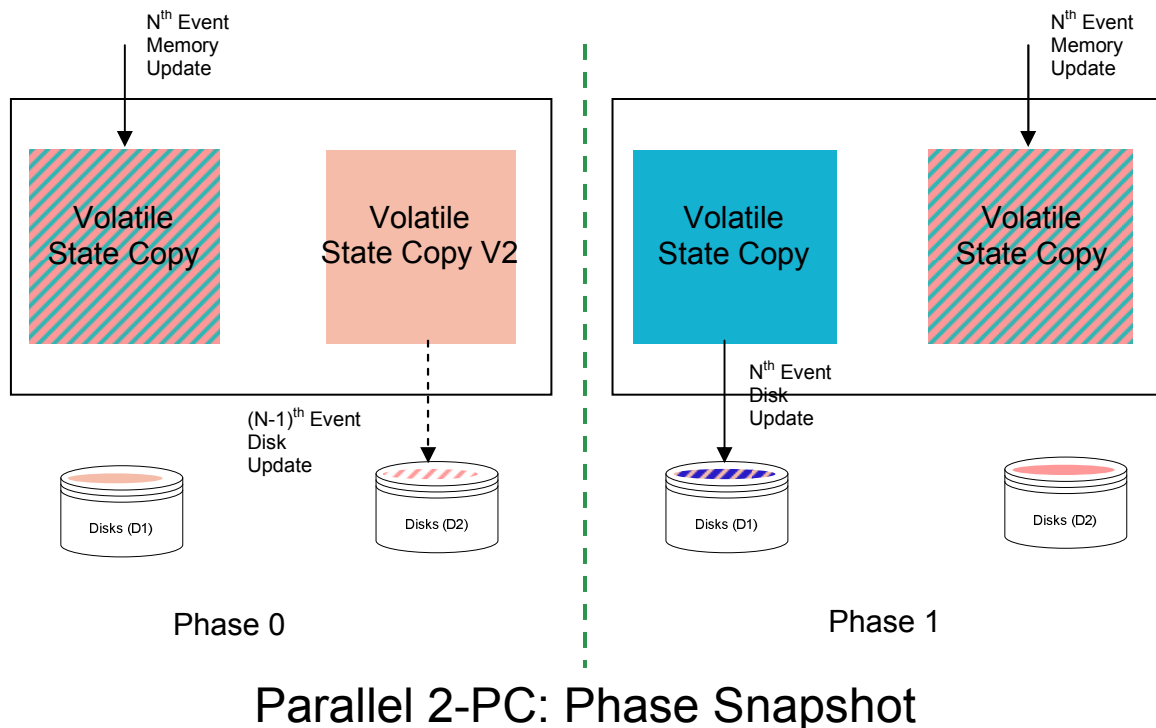 Nth Event
Memory
Update
Nth Event
Memory
Update
Volatile
State Copy
Volatile
State Copy V2
Volatile
State Copy
Volatile
State Copy
(N-1)th Event
Disk
Update
Nth Event
Disk
Update
Disks (D1)
Disks (D2)
Disks (D1)
Disks (D2)
Phase 0
Phase 1
Parallel 2-PC: Phase Snapshot